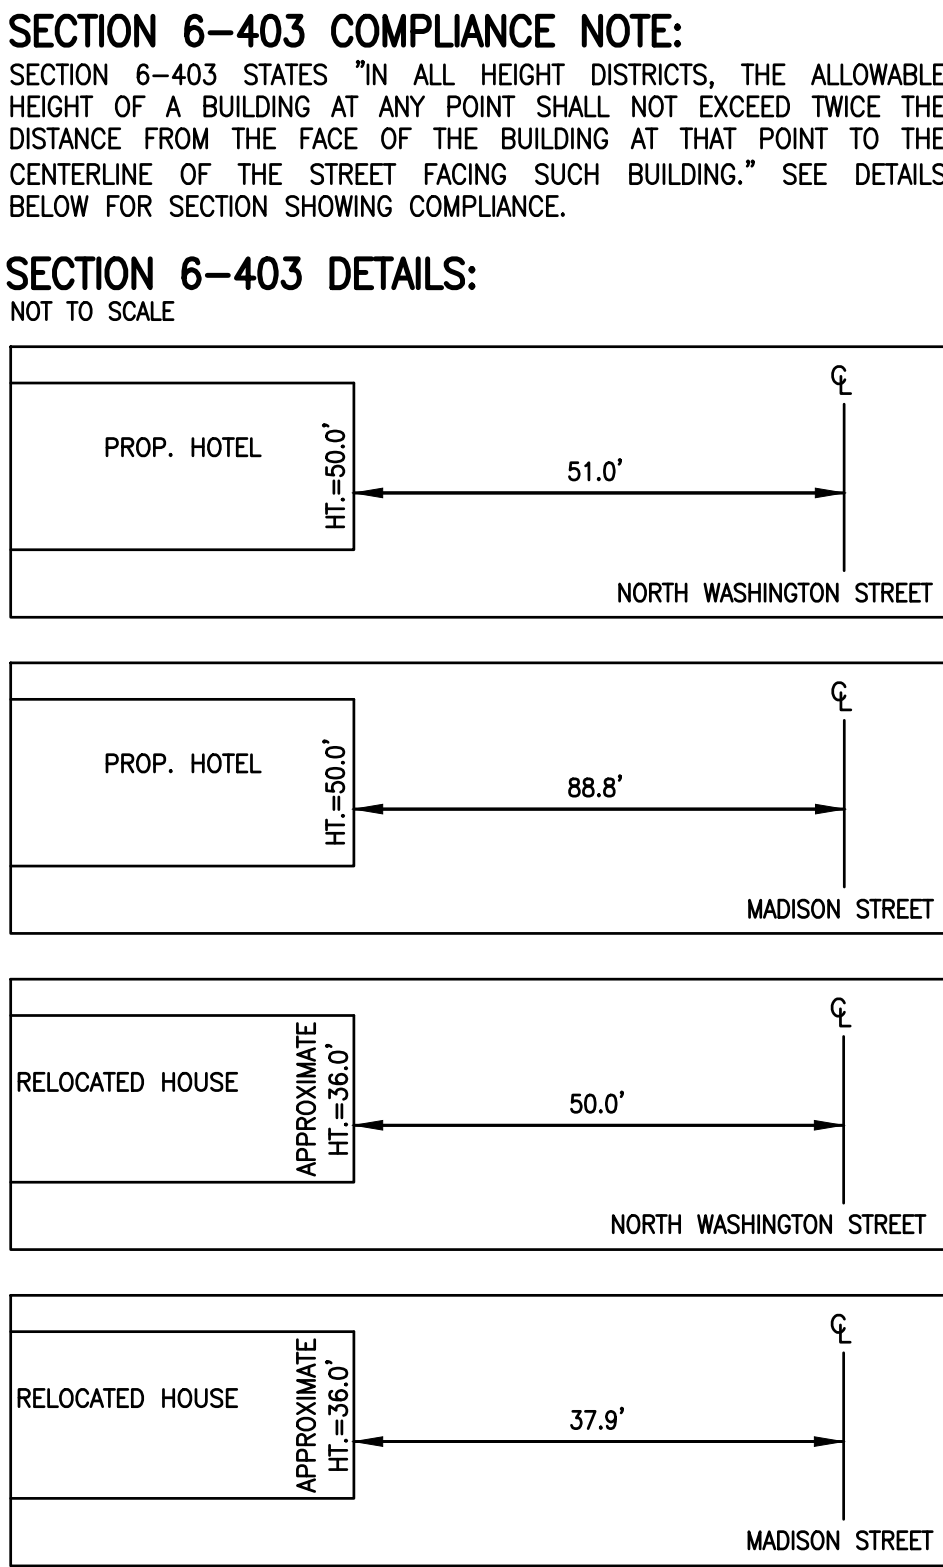 SECTION 6-403 COMPLIANCE NOTE:
SECTION 6-403 STATES "IN ALL HEIGHT DISTRICTS, THE ALLOWABLE
HEIGHT OF A BUILDING AT ANY POINT SHALL NOT EXCEED TWICE THE
DISTANCE FROM THE FACE OF THE BUILDING AT THAT POINT TO THE
CENTERLINE OF THE STREET FACING SUCH BUILDING." SEE DETAILS
BELOW FOR SECTION SHOWING COMPLIANCE.
SECTION 6-403 DETAILS:
NOT TO SCALE
℄
PROP. HOTEL
HT.=50.0'
51.0'
NORTH WASHINGTON STREET
℄
PROP. HOTEL
HT.=50.0'
88.8'
MADISON STREET
℄
RELOCATED HOUSE
APPROXIMATE
HT.=36.0'
50.0'
NORTH WASHINGTON STREET
℄
RELOCATED HOUSE
APPROXIMATE
HT.=36.0'
37.9'
MADISON STREET